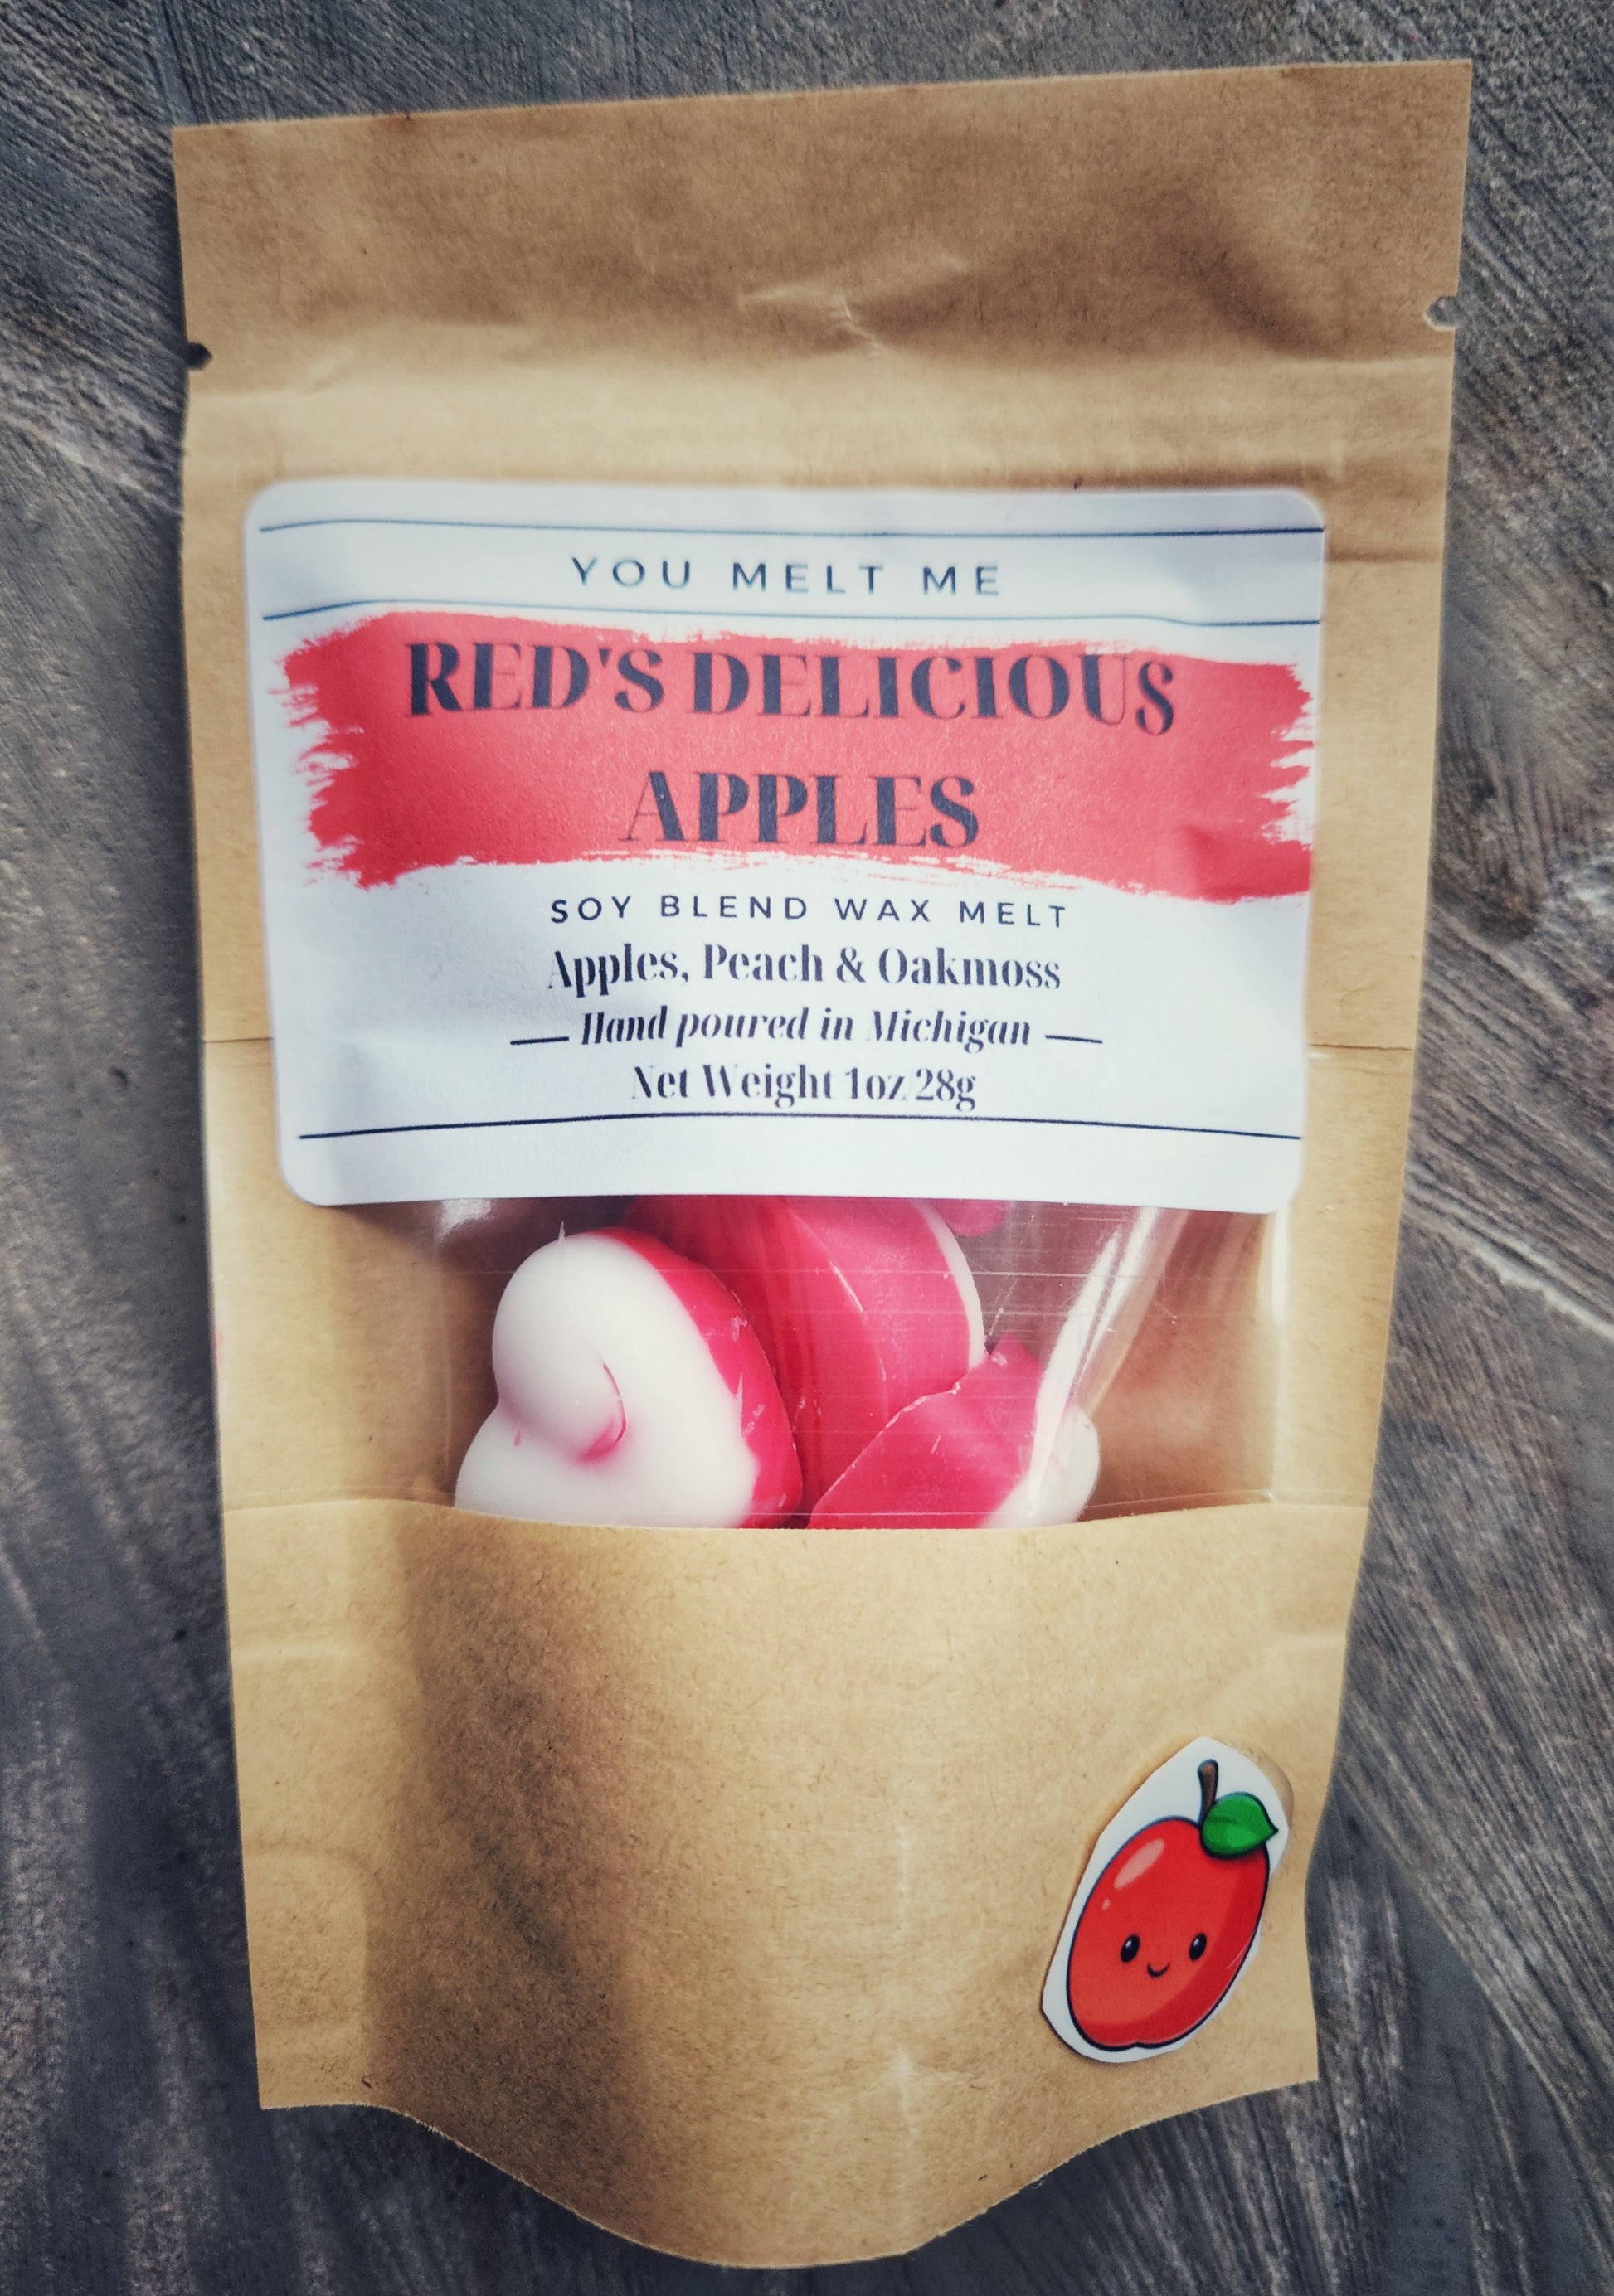 YOU MELT ME
RED'S DELICIOUS
APPLES
SOY BLEND WAX MELT
Apples, Peach & Oakmoss
Hand poured in Michigan
Net Weight 1oz 28g